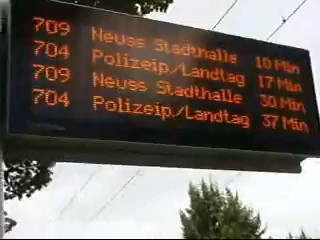 709 Neuss Stadthalle 10 Min
704 Polizeip./Landtag 17 Min
709 Neuss Stadthalle 30 Min
704 Polizeip./Landtag 37 Min